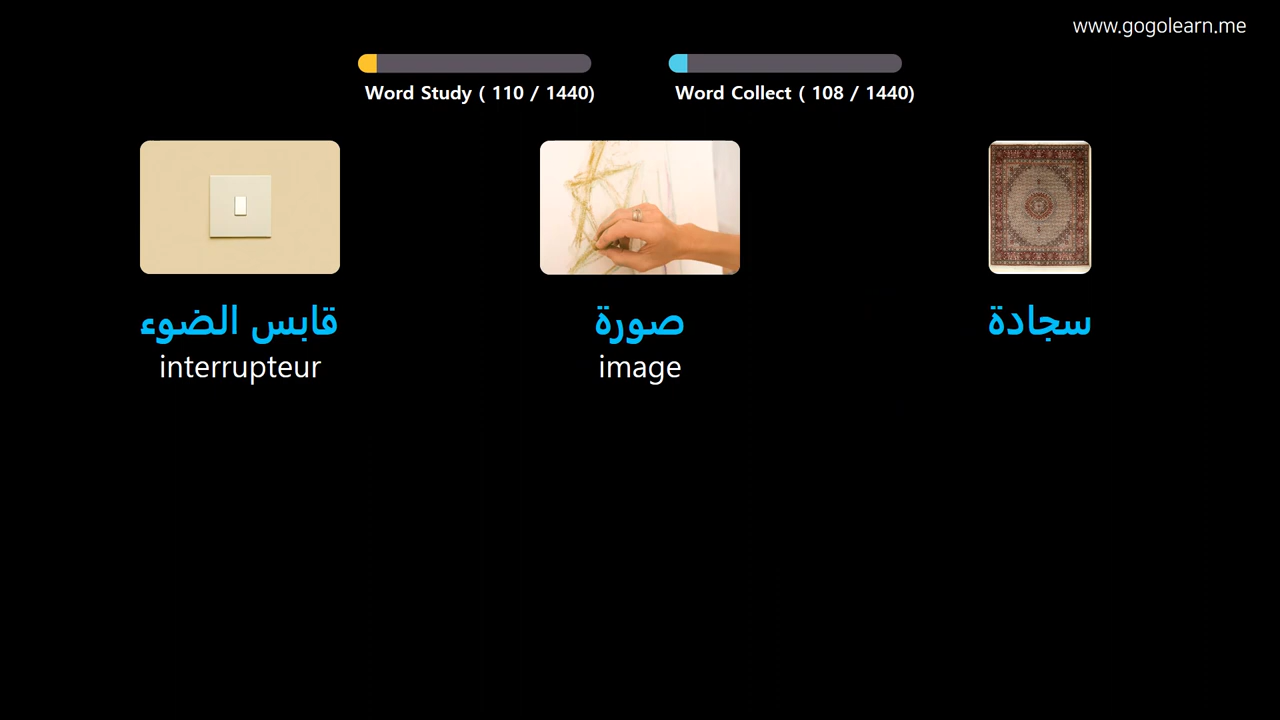 www.gogolearn.me
Word Study ( 110 / 1440)
Word Collect ( 108 / 1440)
قابس الضوء
interrupteur
صورة
image
سجادة